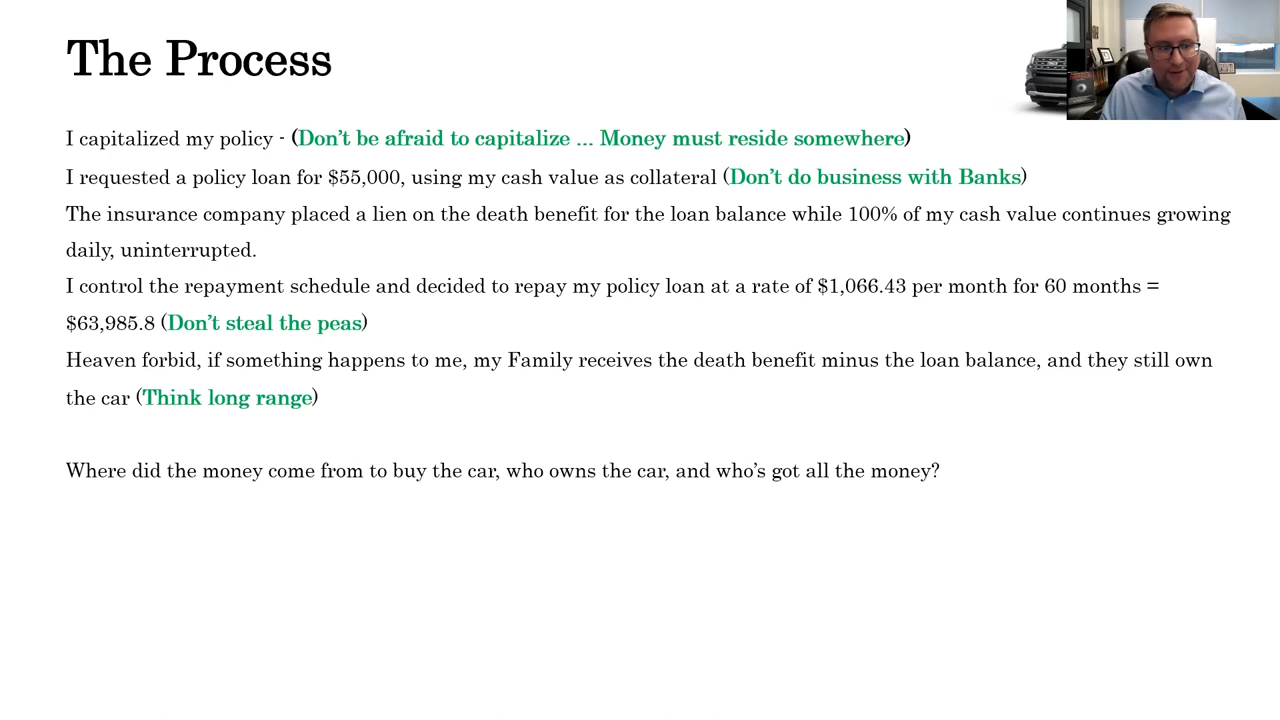 The Process
I capitalized my policy - (Don't be afraid to capitalize ... Money must reside somewhere)
I requested a policy loan for $55,000, using my cash value as collateral (Don't do business with Banks)
The insurance company placed a lien on the death benefit for the loan balance while 100% of my cash value continues growing
daily, uninterrupted.
I control the repayment schedule and decided to repay my policy loan at a rate of $1,066.43 per month for 60 months =
$63,985.8 (Don't steal the peas)
Heaven forbid, if something happens to me, my Family receives the death benefit minus the loan balance, and they still own
the car (Think long range)
Where did the money come from to buy the car, who owns the car, and who's got all the money?